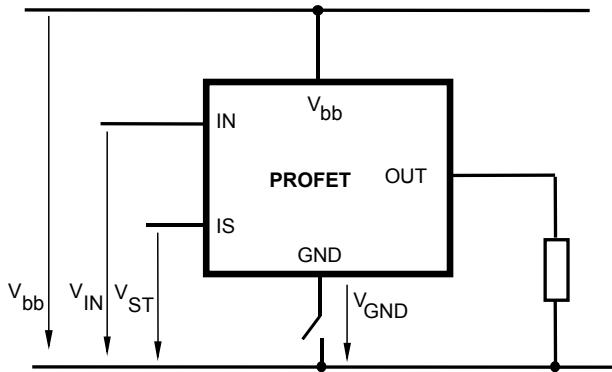 V_bb
IN
PROFET
OUT
IS
GND
V_bb
V_IN
V_ST
V_GND